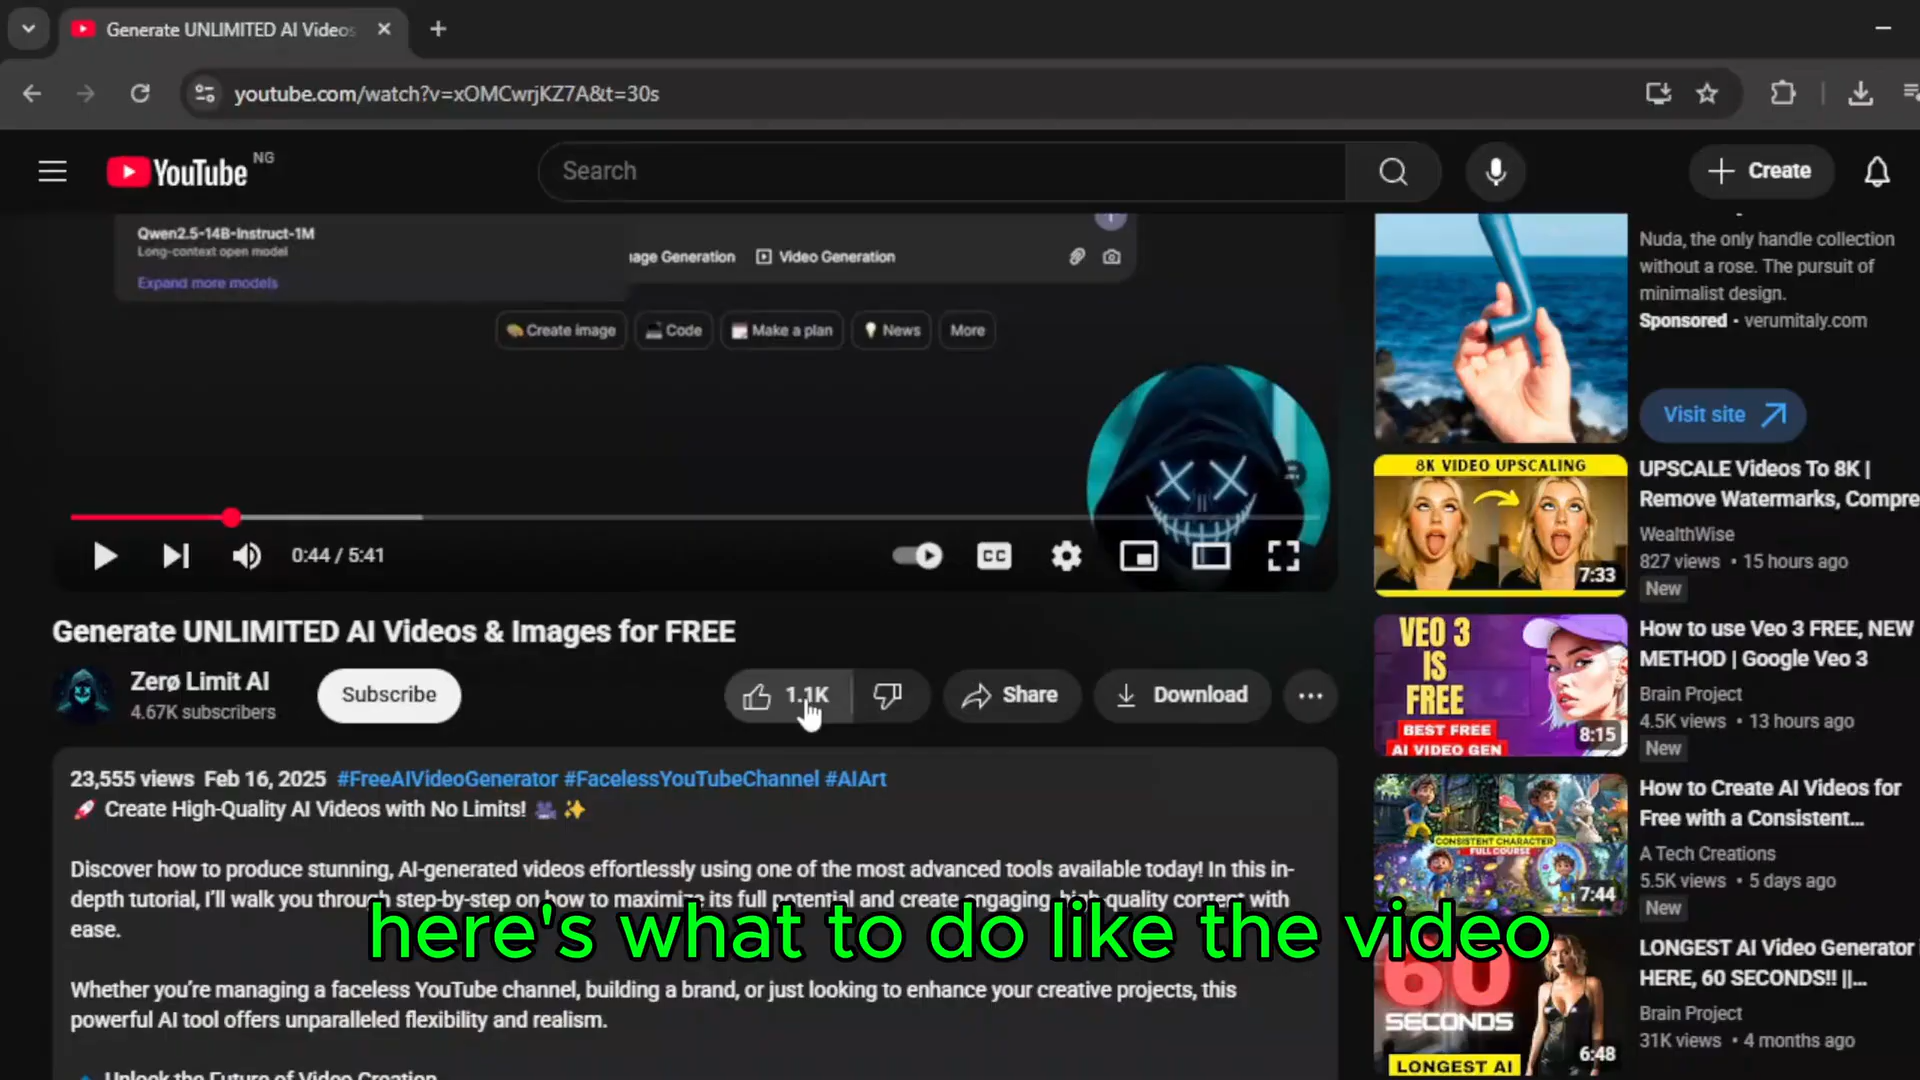 Generate UNLIMITED AI Videos
youtube.com/watch?v=xOMCwrjKZ7A&t=30s
YouTube NG
Search
Create
Qwen2.5-14B-Instruct-1M
Long-context open model
Expand more models
age Generation
Video Generation
Create image
Code
Make a plan
News
More
0:44 / 5:41
CC
Generate UNLIMITED AI Videos & Images for FREE
Zerø Limit AI
4.67K subscribers
Subscribe
1.1K
Share
Download
23,555 views Feb 16, 2025 #FreeAIVideoGenerator #FacelessYouTubeChannel #AIArt
🚀 Create High-Quality AI Videos with No Limits! 🎥 ✨
Discover how to produce stunning, AI-generated videos effortlessly using one of the most advanced tools available today! In this in-
depth tutorial, I'll walk you through step-by-step on how to maximize its full potential and create engaging high-quality content with
ease.
here's what to do like the video
Whether you're managing a faceless YouTube channel, building a brand, or just looking to enhance your creative projects, this
powerful AI tool offers unparalleled flexibility and realism.
Unlock the Future of Video Creation
Nuda, the only handle collection
without a rose. The pursuit of
minimalist design.
Sponsored · verumitaly.com
Visit site
8K VIDEO UPSCALING
7:33
UPSCALE Videos To 8K |
Remove Watermarks, Compre
WealthWise
827 views • 15 hours ago
New
VEO 3
IS
FREE
BEST FREE
AI VIDEO GEN
8:15
How to use Veo 3 FREE, NEW
METHOD | Google Veo 3
Brain Project
4.5K views • 13 hours ago
New
CONSISTENT CHARACTER
FULL COURSE
7:44
How to Create AI Videos for
Free with a Consistent...
A Tech Creations
5.5K views • 5 days ago
New
60
SECONDS
LONGEST AI
6:48
LONGEST AI Video Generator
HERE, 60 SECONDS!! ||...
Brain Project
31K views • 4 months ago